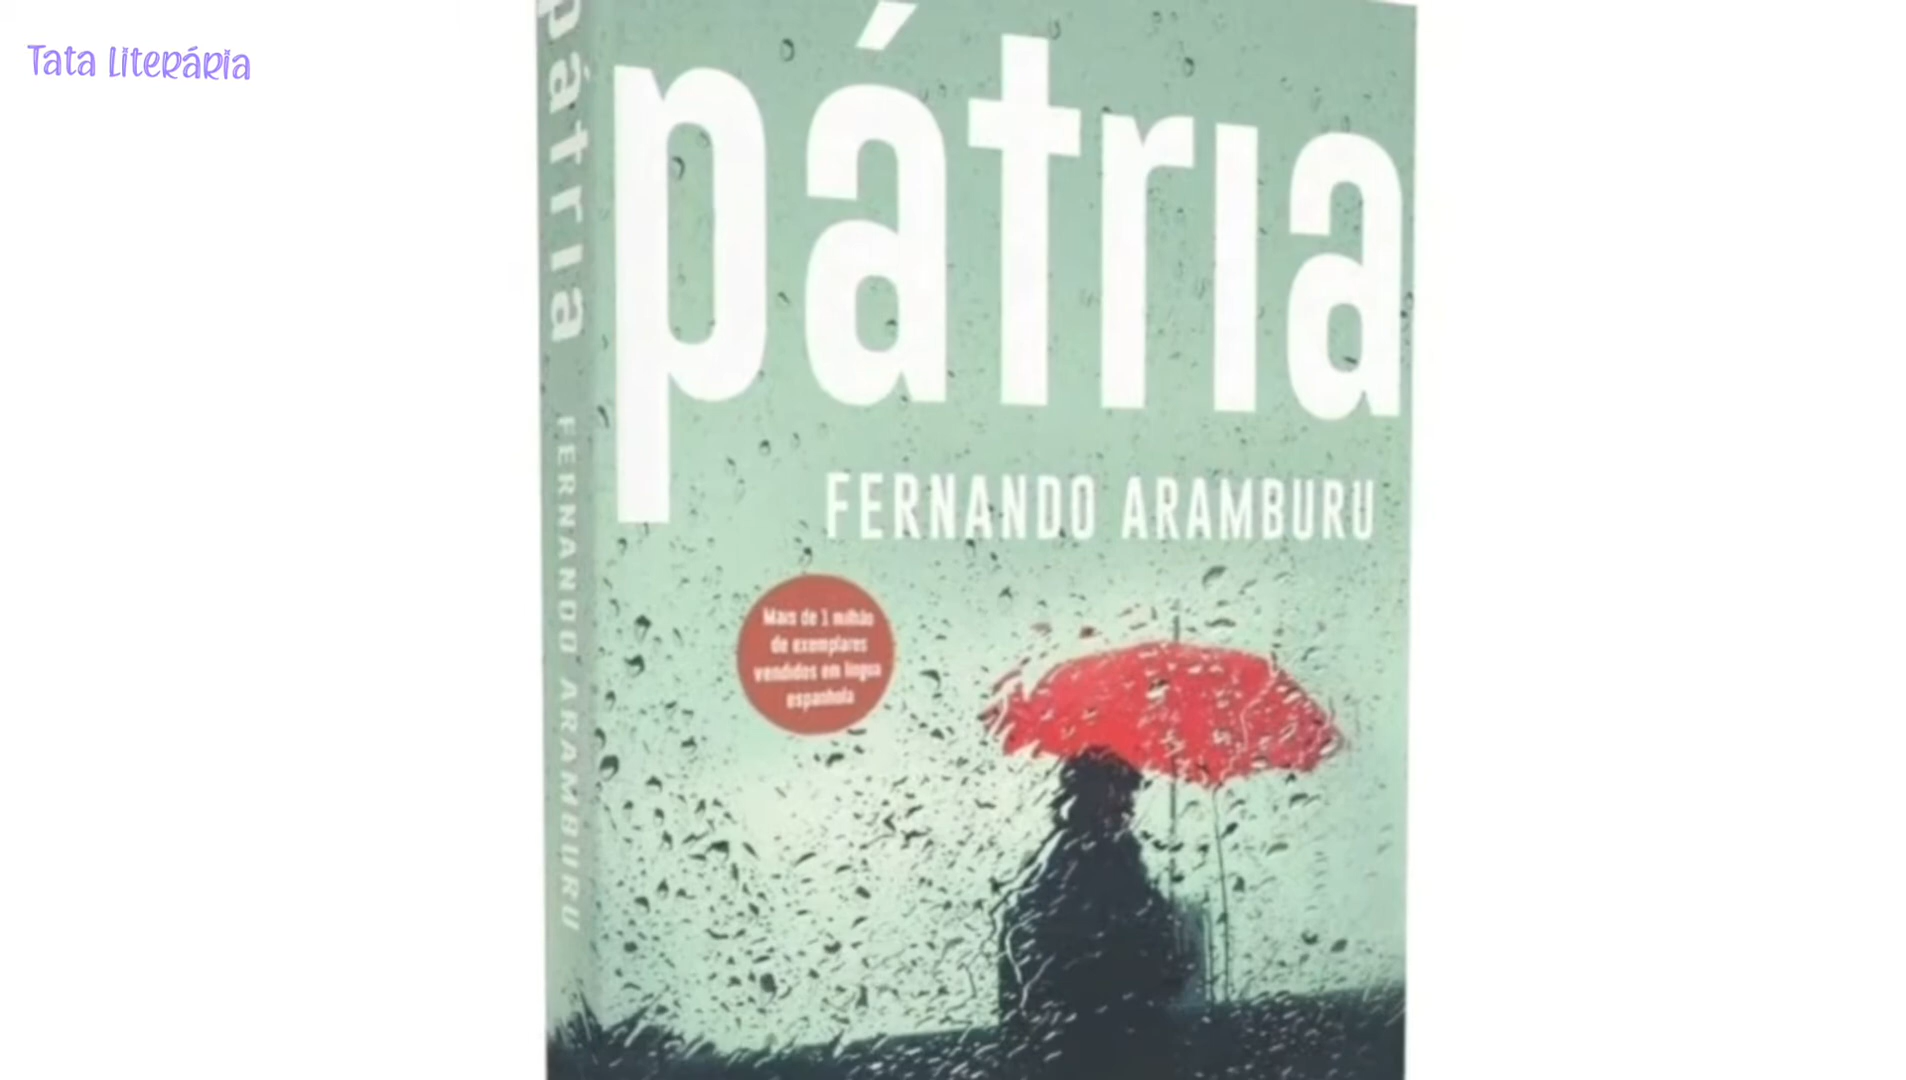 Tata Literária
pátria
pátria
FERNANDO ARAMBURU
FERNANDO ARAMBURU
Mais de 1 milhão
de exemplares
vendidos em língua
espanhola